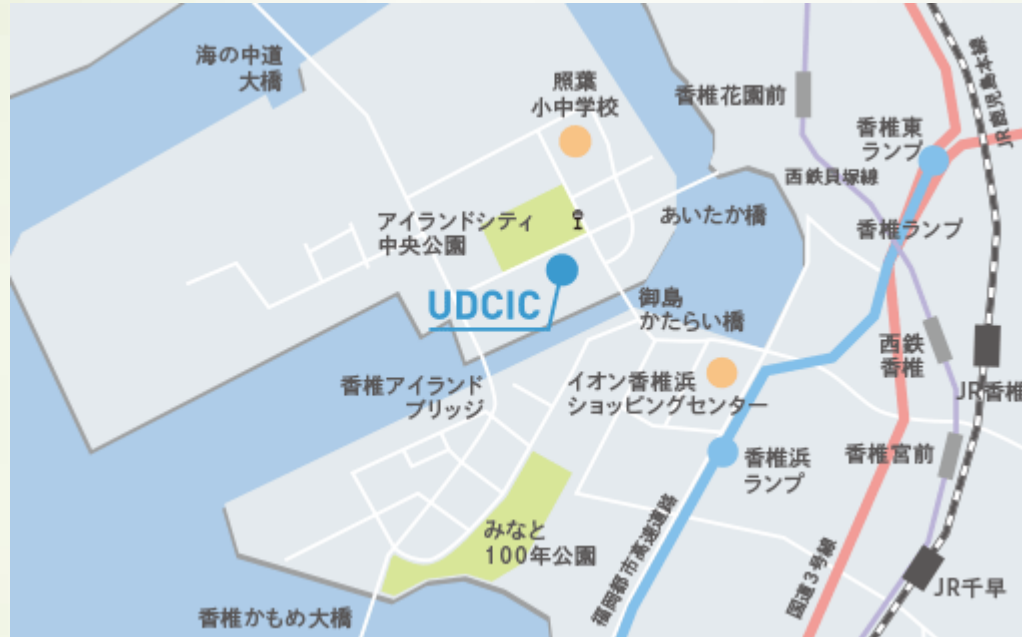 海の中道
大橋
照葉
小中学校
香椎花園前
JR鹿児島本線
香椎東
ランプ
西鉄貝塚線
アイランドシティ
中央公園
あいたか橋
香椎ランプ
UDCIC
御島
かたらい橋
西鉄
香椎
香椎アイランド
ブリッジ
イオン香椎浜
ショッピングセンター
JR香椎
香椎浜
ランプ
香椎宮前
みなと
100年公園
福岡都市高速道路
国道3号線
JR千早
香椎かもめ大橋